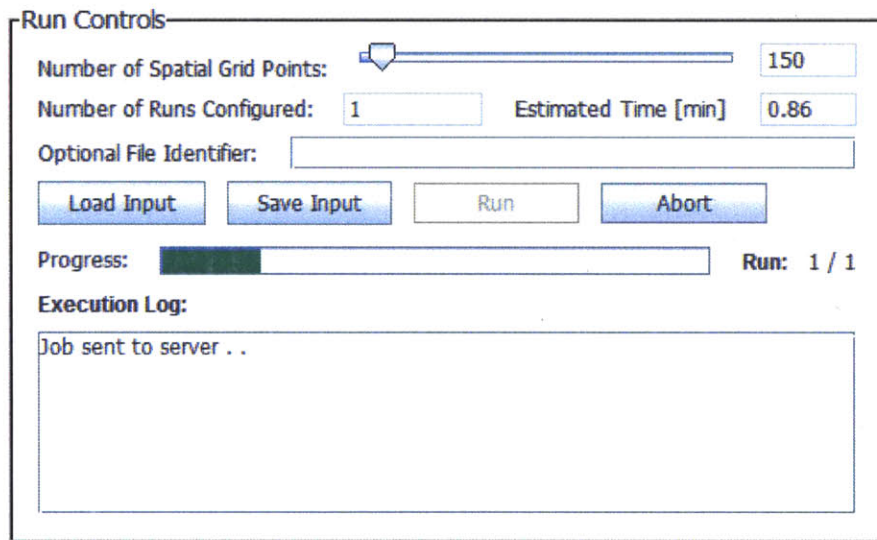 Run Controls
Number of Spatial Grid Points: 150
Number of Runs Configured: 1 Estimated Time [min] 0.86
Optional File Identifier:
Load Input Save Input Run Abort
Progress: Run: 1 / 1
Execution Log:
Job sent to server . .